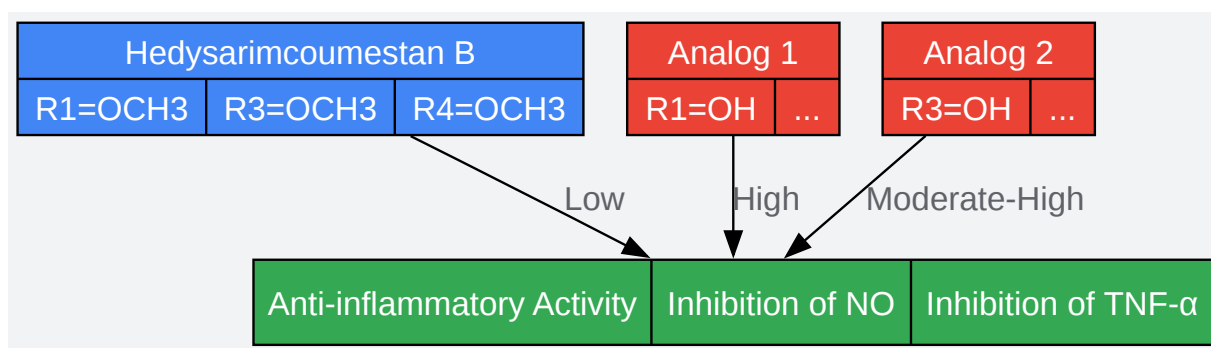 Hedysarimcoumestan B
R1=OCH3 R3=OCH3 R4=OCH3
Analog 1
R1=OH ...
Analog 2
R3=OH ...
Low
High
Moderate-High
Anti-inflammatory Activity Inhibition of NO Inhibition of TNF-α